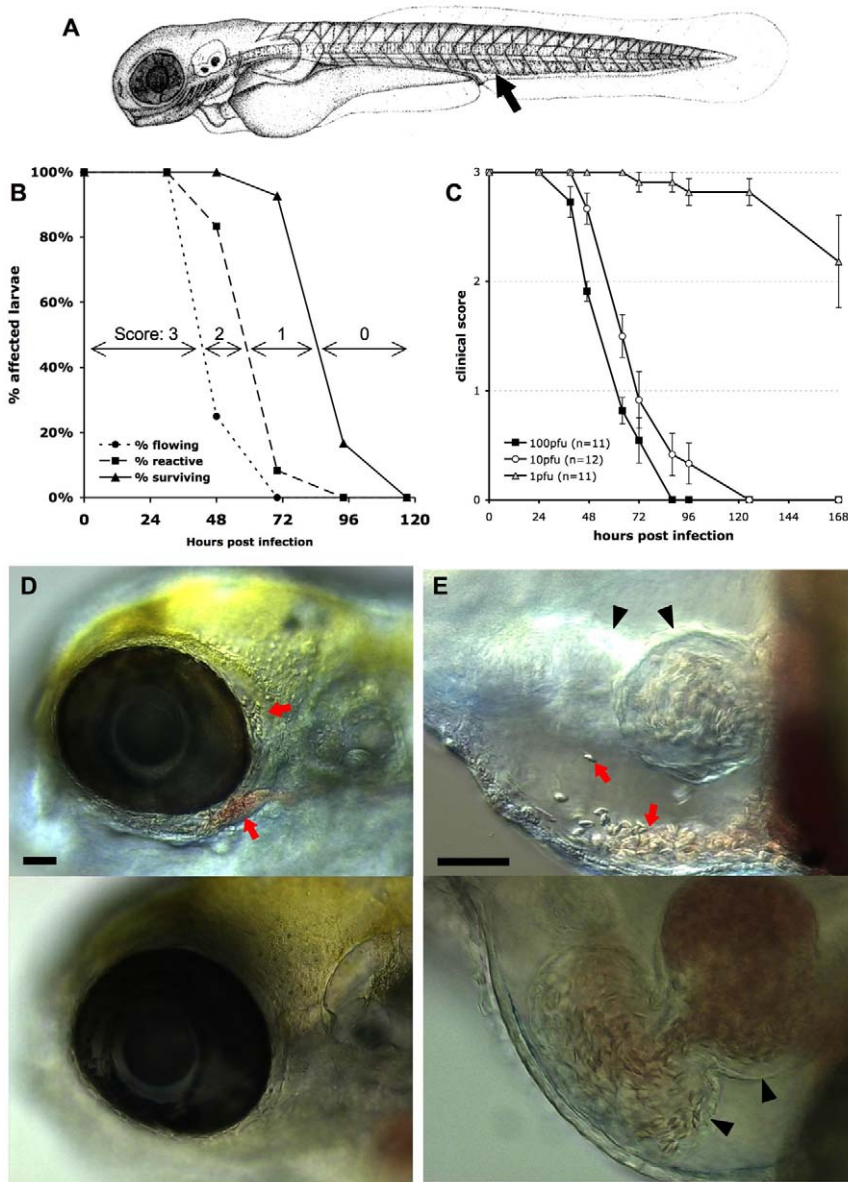 A
B
100%
80%
60%
40%
20%
0%
% affected larvae
Score: 3
2
1
0
% flowing
% reactive
% surviving
0
24
48
72
96
120
Hours post infection
C
3
2
1
0
clinical score
100pfu (n=11)
10pfu (n=12)
1pfu (n=11)
0
24
48
72
96
120
144
168
hours post infection
D
E